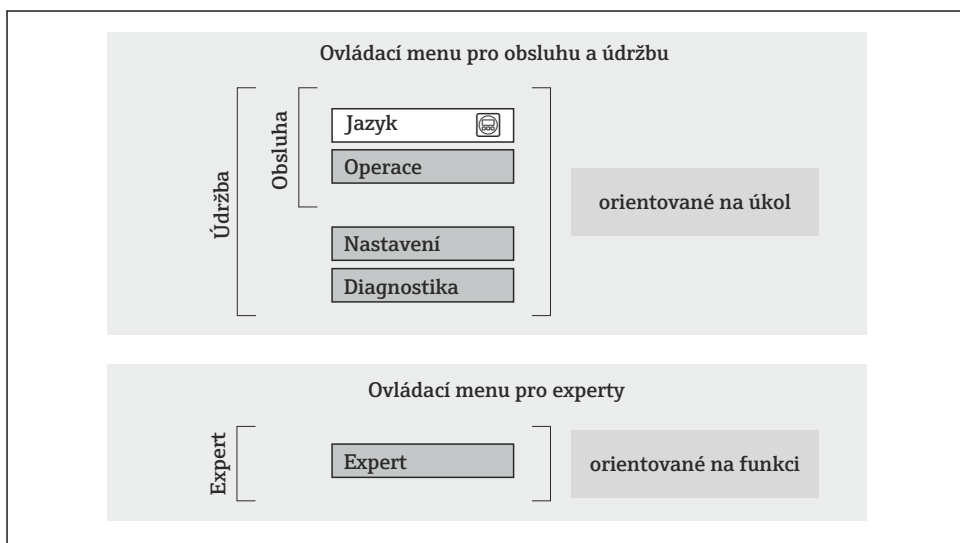 Ovládací menu pro obsluhu a údržbu
Údržba
Obsluha
Jazyk
Operace
Nastavení
Diagnostika
orientované na úkol
Ovládací menu pro experty
Expert
Expert
orientované na funkci